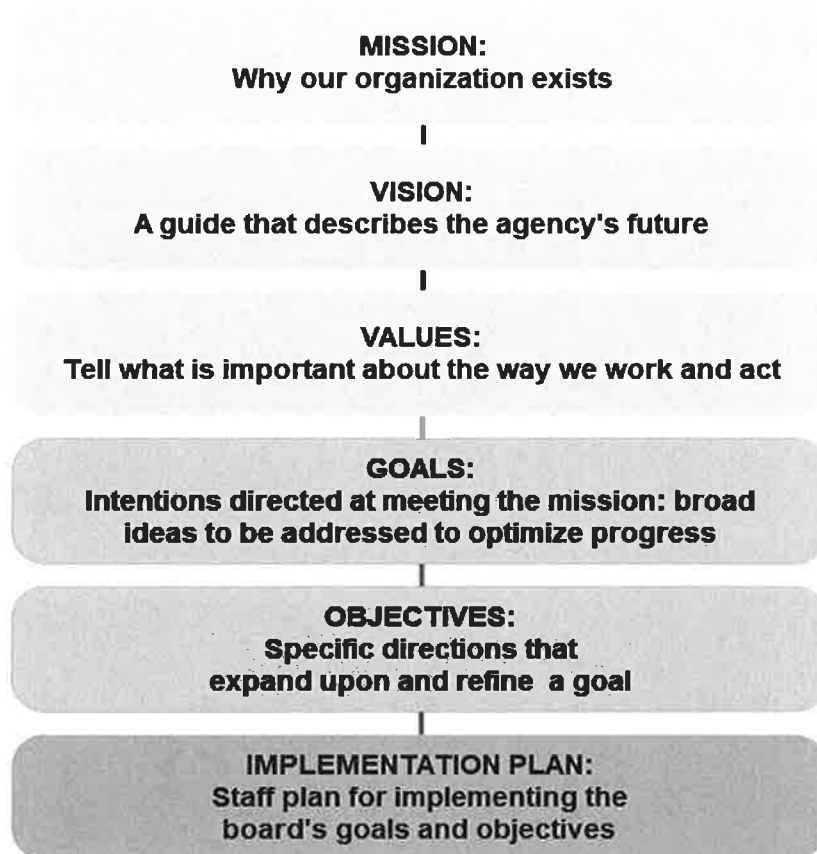 MISSION:
Why our organization exists
VISION:
A guide that describes the agency's future
VALUES:
Tell what is important about the way we work and act
GOALS:
Intentions directed at meeting the mission: broad
ideas to be addressed to optimize progress
OBJECTIVES:
Specific directions that
expand upon and refine a goal
IMPLEMENTATION PLAN:
Staff plan for implementing the
board's goals and objectives